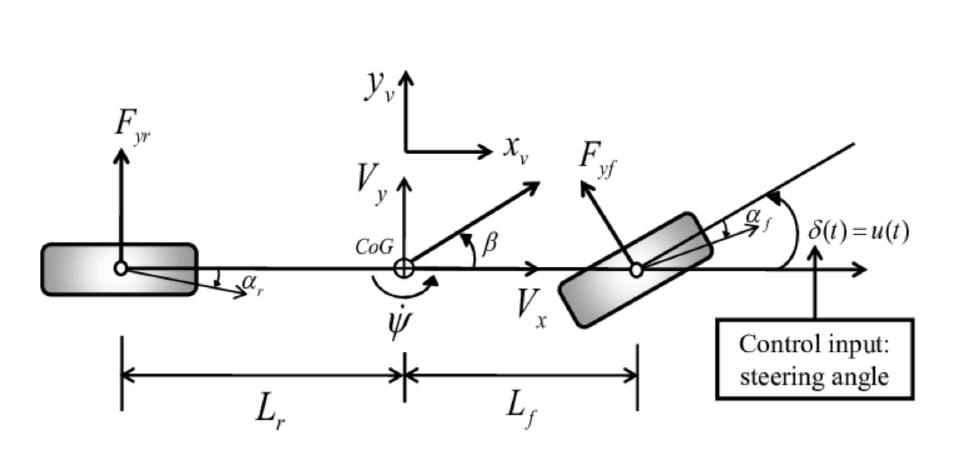 y_v
x_v
F_yr
F_yf
V_y
CoG
β
α_f
δ(t) = u(t)
α_r
V_x
ψ̇
Control input:
steering angle
L_r
L_f